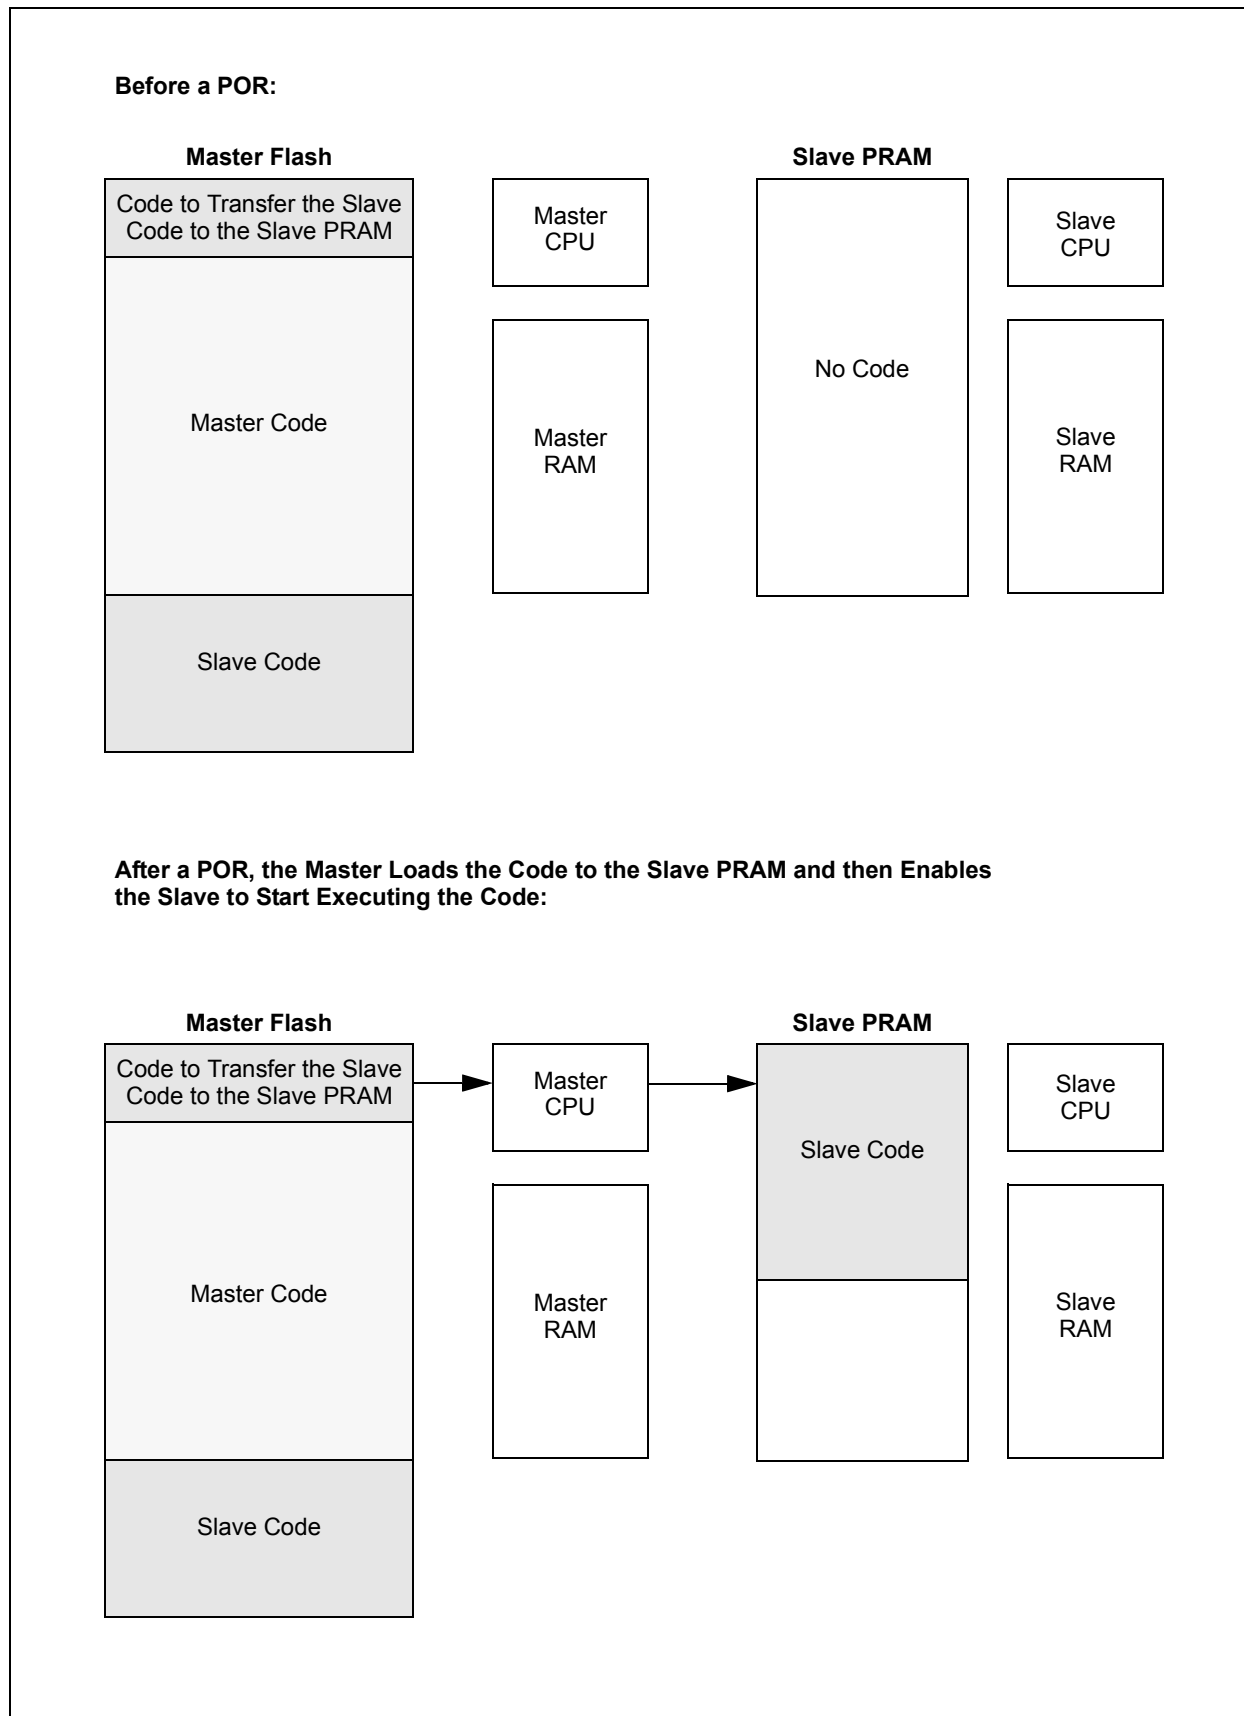 Before a POR:
Master Flash
Slave PRAM
Code to Transfer the Slave
Code to the Slave PRAM
Master
CPU
Slave
CPU
No Code
Master Code
Master
RAM
Slave
RAM
Slave Code
After a POR, the Master Loads the Code to the Slave PRAM and then Enables
the Slave to Start Executing the Code:
Master Flash
Slave PRAM
Code to Transfer the Slave
Code to the Slave PRAM
Master
CPU
Slave
CPU
Slave Code
Master Code
Master
RAM
Slave
RAM
Slave Code